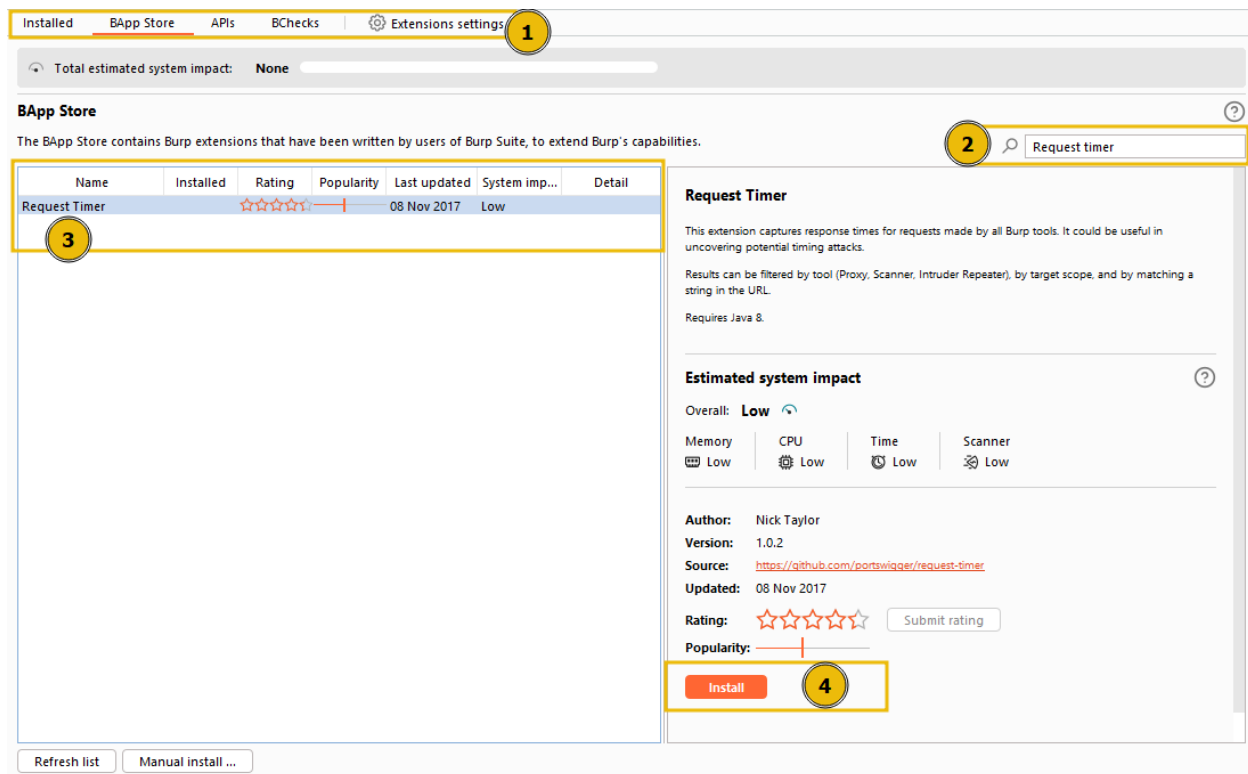 Installed BApp Store APIs BChecks Extensions settings
1
Total estimated system impact: None
BApp Store
The BApp Store contains Burp extensions that have been written by users of Burp Suite, to extend Burp's capabilities.
2 Request timer
Name Installed Rating Popularity Last updated System imp... Detail
Request Timer 08 Nov 2017 Low
3
Request Timer
This extension captures response times for requests made by all Burp tools. It could be useful in
uncovering potential timing attacks.
Results can be filtered by tool (Proxy, Scanner, Intruder Repeater), by target scope, and by matching a
string in the URL.
Requires Java 8.
Estimated system impact
Overall: Low
Memory CPU Time Scanner
Low Low Low Low
Author: Nick Taylor
Version: 1.0.2
Source: https://github.com/portswigger/request-timer
Updated: 08 Nov 2017
Rating: Submit rating
Popularity:
Install 4
Refresh list Manual install ...